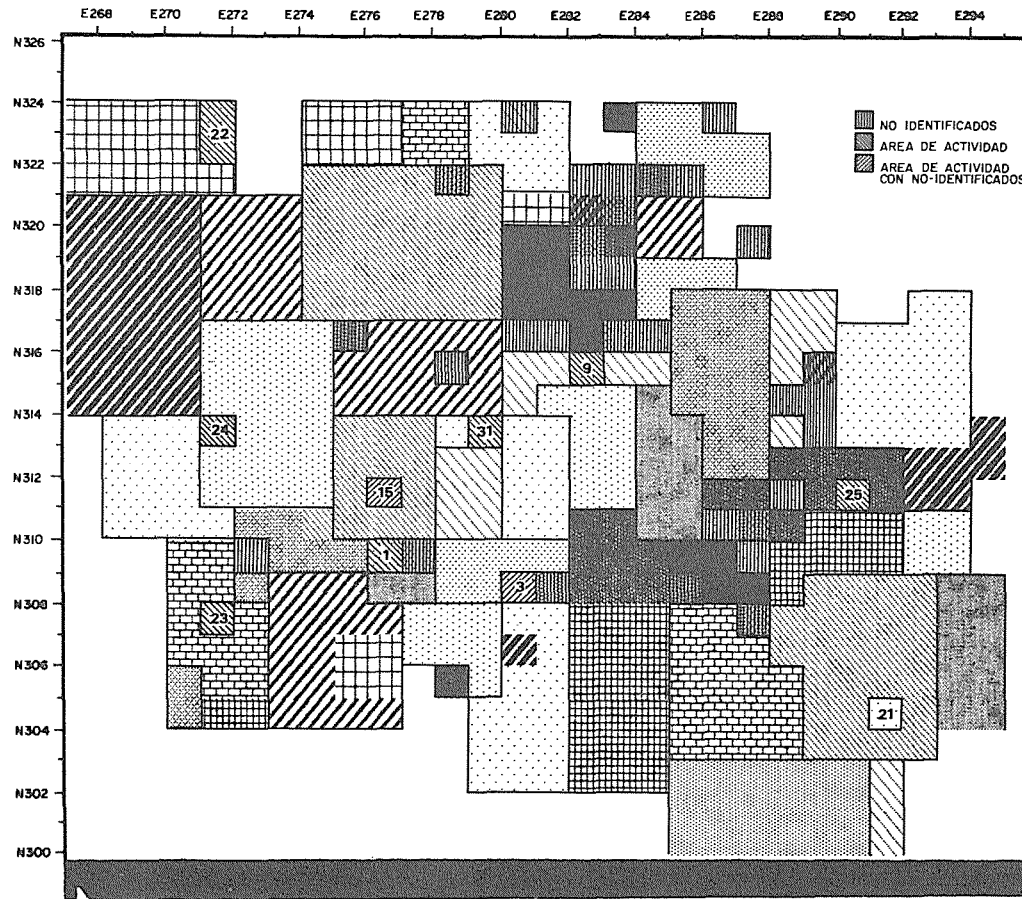 E268 E270 E272 E274 E276 E278 E280 E282 E284 E286 E288 E290 E292 E294
N326
N324
N322
N320
N318
N316
N314
N312
N310
N308
N306
N304
N302
N300
NO IDENTIFICADOS
AREA DE ACTIVIDAD
AREA DE ACTIVIDAD
CON NO-IDENTIFICADOS
22
9
24
31
15
25
1
3
23
21